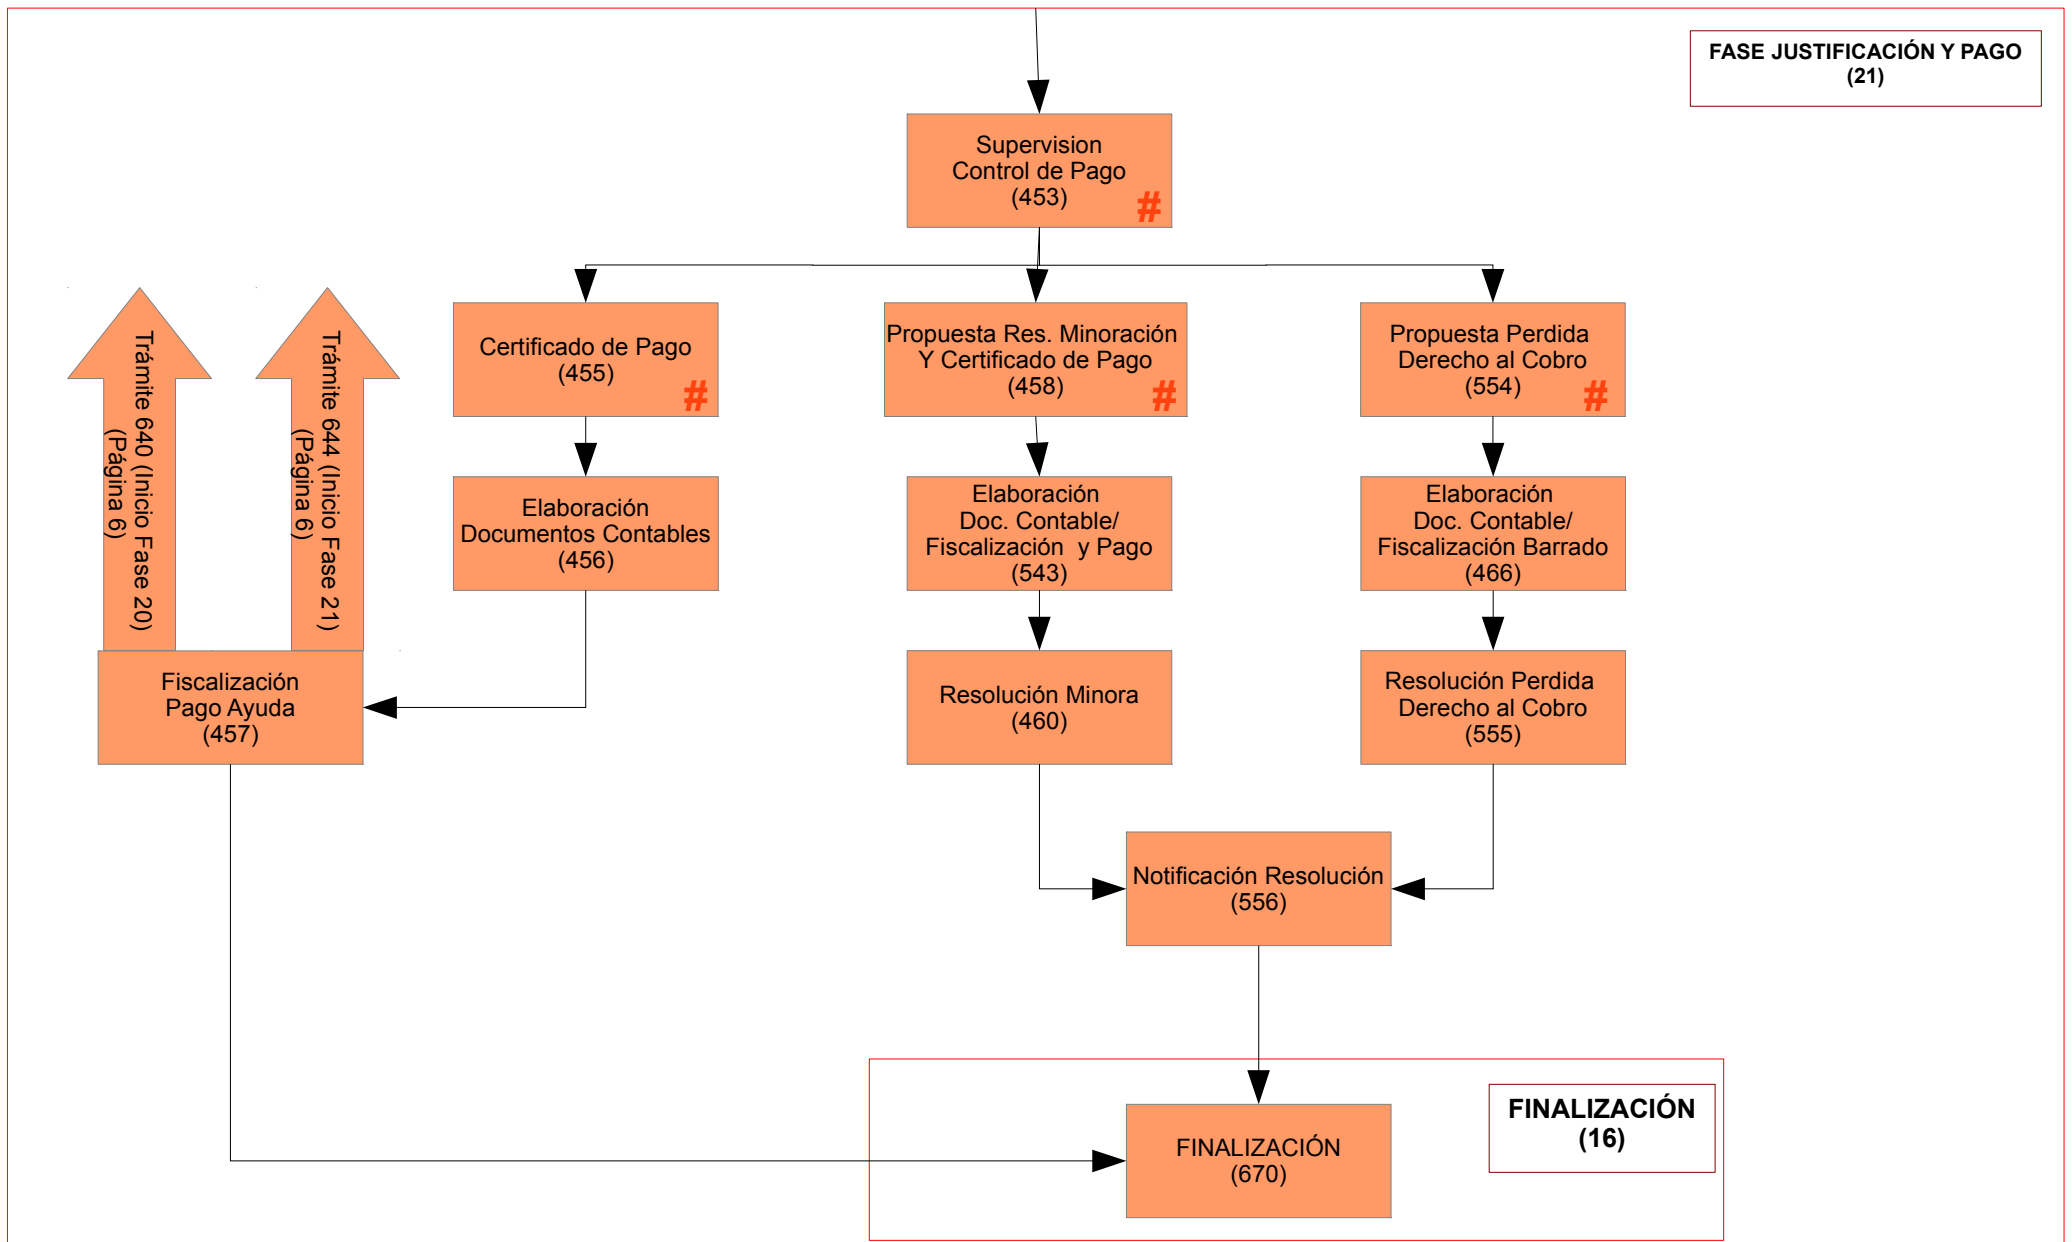 FASE JUSTIFICACIÓN Y PAGO
(21)
Supervision
Control de Pago
(453)
#
Trámite 640 (Inicio Fase 20)
(Página 6)
Trámite 644 (Inicio Fase 21)
(Página 6)
Certificado de Pago
(455)
#
Propuesta Res. Minoración
Y Certificado de Pago
(458)
#
Propuesta Perdida
Derecho al Cobro
(554)
#
Elaboración
Documentos Contables
(456)
Elaboración
Doc. Contable/
Fiscalización y Pago
(543)
Elaboración
Doc. Contable/
Fiscalización Barrado
(466)
Fiscalización
Pago Ayuda
(457)
Resolución Minora
(460)
Resolución Perdida
Derecho al Cobro
(555)
Notificación Resolución
(556)
FINALIZACIÓN
(16)
FINALIZACIÓN
(670)